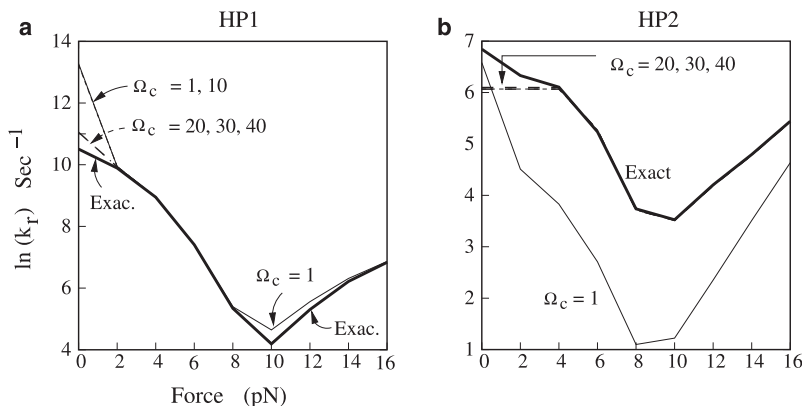 HP1
HP2
a
b
14
12
10
8
6
4
ln (k_r) Sec⁻¹
Ω_c = 1, 10
Ω_c = 20, 30, 40
Exac.
Ω_c = 1
Exac.
0 2 4 6 8 10 12 14 16
Force (pN)
7
6
5
4
3
2
1
Ω_c = 20, 30, 40
Exact
Ω_c = 1
0 2 4 6 8 10 14 16
Force (pN)